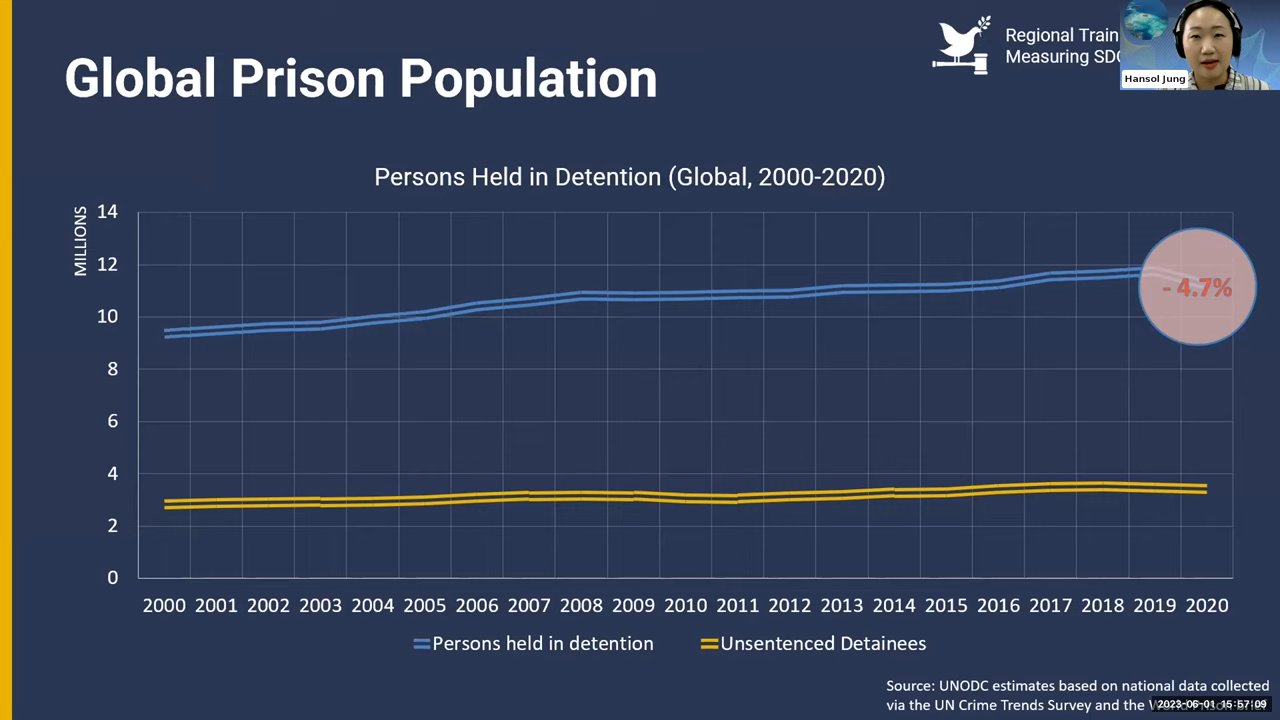 Regional Train
Measuring SDG
Hansol Jung
Global Prison Population
Persons Held in Detention (Global, 2000-2020)
MILLIONS
14
12
10
8
6
4
2
0
- 4.7%
2000 2001 2002 2003 2004 2005 2006 2007 2008 2009 2010 2011 2012 2013 2014 2015 2016 2017 2018 2019 2020
Persons held in detention Unsentenced Detainees
Source: UNODC estimates based on national data collected
via the UN Crime Trends Survey and the
2023-06-01 15:57:09